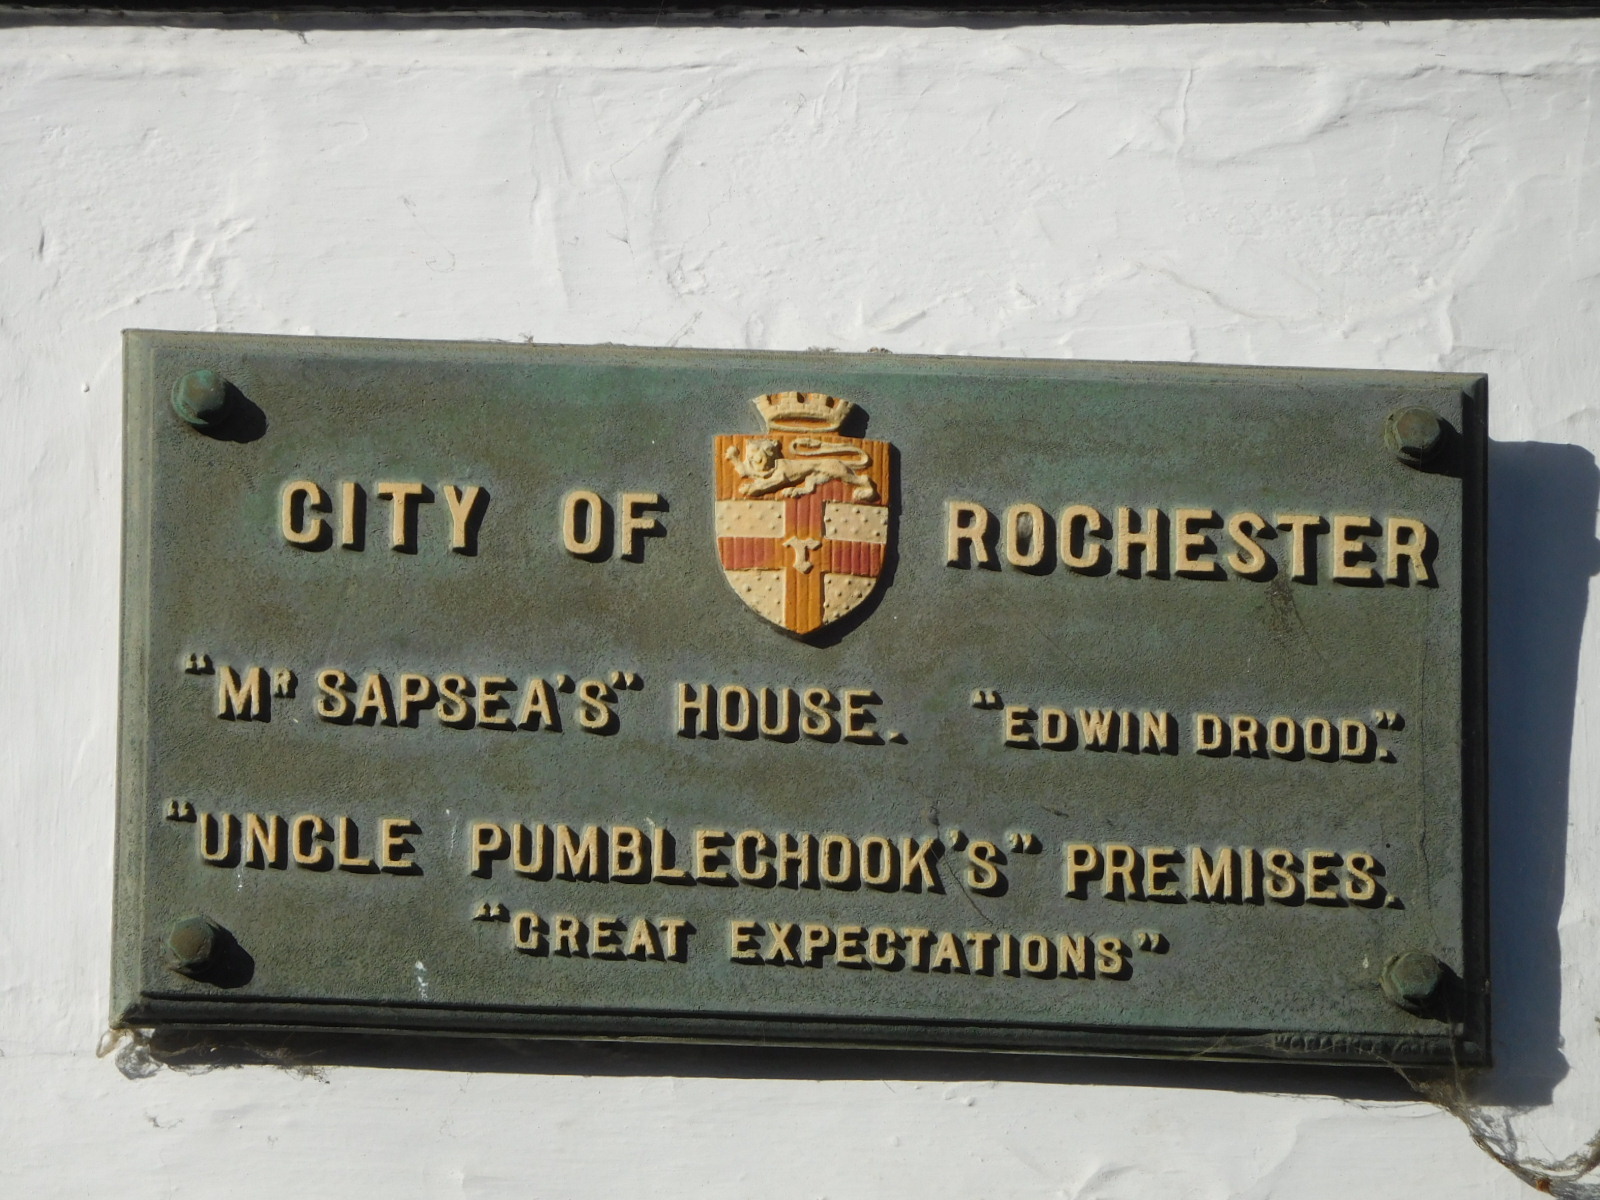 CITY OF ROCHESTER
r
"Mᴿ SAPSEA'S" HOUSE. "EDWIN DROOD."
"UNCLE PUMBLECHOOK'S" PREMISES.
"GREAT EXPECTATIONS"